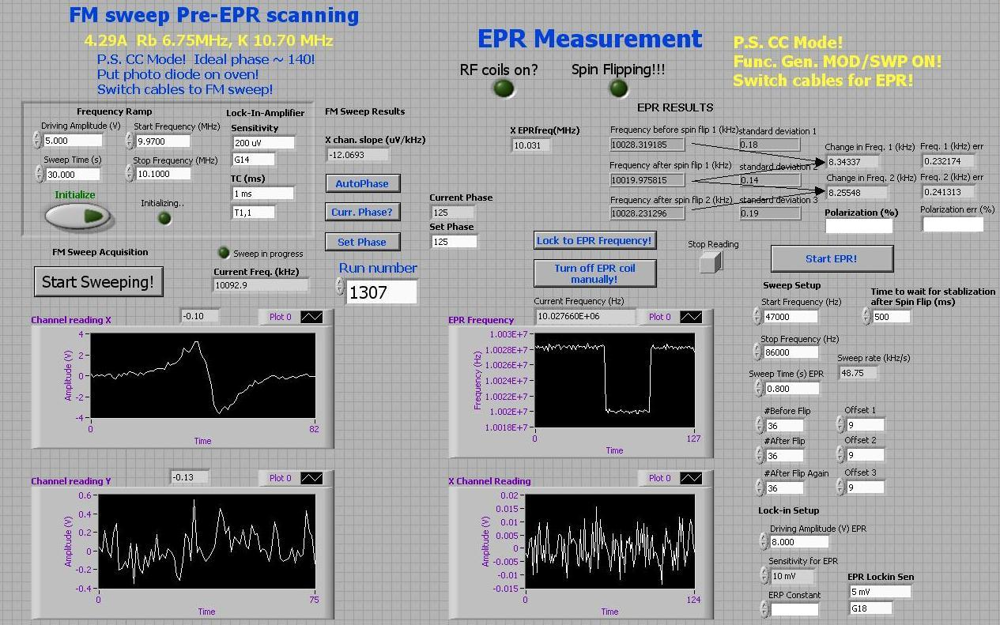 FM sweep Pre-EPR scanning
4.29A Rb 6.75MHz, K 10.70 MHz
P.S. CC Mode! Ideal phase ~ 140!
Put photo diode on oven!
Switch cables to FM sweep!
Frequency Ramp
Driving Amplitude (V)
5.000
Start Frequency (MHz)
9.9700
Sweep Time (s)
30.000
Stop Frequency (MHz)
10.1000
Initialize
Initializing..
Lock-In-Amplifier
Sensitivity
200 uV
G14
TC (ms)
1 ms
T1,1
FM Sweep Results
X chan. slope (uV/kHz)
-12.0693
AutoPhase
Curr. Phase?
Set Phase
Current Phase
125
Set Phase
125
FM Sweep Acquisition
Start Sweeping!
Sweep in progress
Current Freq. (kHz)
10092.9
Run number
1307
Channel reading X
-0.10
Plot 0
Amplitude (V)
4
2
0
-2
-4
0
82
Time
Channel reading Y
-0.13
Plot 0
Amplitude (V)
0.6
0.4
0.2
0
-0.2
-0.4
0
75
Time
EPR Measurement
P.S. CC Mode!
Func. Gen. MOD/SWP ON!
Switch cables for EPR!
RF coils on?
Spin Flipping!!!
EPR RESULTS
X EPRfreq(MHz)
10.031
Frequency before spin flip 1 (kHz)
10028.319185
standard deviation 1
0.18
Frequency after spin flip 1 (kHz)
10019.975815
standard deviation 2
0.14
Frequency after spin flip 2 (kHz)
10028.231296
standard deviation 3
0.19
Change in Freq. 1 (kHz)
8.34337
Freq. 1 (kHz) err
0.232174
Change in Freq. 2 (kHz)
8.25548
Freq. 2 (kHz) err
0.241313
Polarization (%)
Polarization err (%)
Lock to EPR Frequency!
Turn off EPR coil
manually!
Stop Reading
Start EPR!
Current Frequency (Hz)
10.027660E+06
EPR Frequency
Plot 0
Frequency (Hz)
1.003E+7
1.0028E+7
1.0026E+7
1.0024E+7
1.0022E+7
1.002E+7
1.0018E+7
0
127
Time
X Channel Reading
Plot 0
Amplitude (V)
0.02
0.015
0.01
0.005
0
-0.005
-0.01
-0.015
0
124
Time
Sweep Setup
Start Frequency (Hz)
47000
Time to wait for stablization
after Spin Flip (ms)
500
Stop Frequency (Hz)
86000
Sweep rate (kHz/s)
48.75
Sweep Time (s) EPR
0.800
#Before Flip
36
Offset 1
9
#After Flip
36
Offset 2
9
#After Flip Again
36
Offset 3
9
Lock-in Setup
Driving Amplitude (V) EPR
8.000
Sensitivity for EPR
10 mV
ERP Constant
EPR Lockin Sen
5 mV
G18